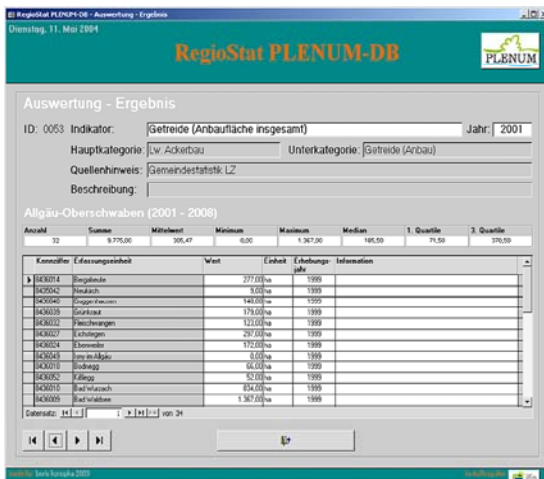 RegioStat PLENUM-DB - Auswertung - Ergebnis
Dienstag, 11. Mai 2004
RegioStat PLENUM-DB
PLENUM
Auswertung - Ergebnis
ID: 0053 Indikator: Getreide (Anbaufläche insgesamt) Jahr: 2001
Hauptkategorie: Lw. Ackerbau Unterkategorie: Getreide (Anbau)
Quellenhinweis: Gemeindestatistik LZ
Beschreibung:
Allgäu-Oberschwaben (2001 - 2008)
Anzahl Summe Mittelwert Minimum Maximum Median 1. Quartile 3. Quartile
32 9.775,00 305,47 0,00 1.367,00 185,50 71,50 370,50
Kennziffer Erfassungseinheit Wert Einheit Erhebungs- Information
jahr
8436014 Bergatreute 277,00 ha 1999
Neukirch 9,00 ha 1999
8436040 Guggenhausen 148,00 ha 1999
8436039 Grünkraut 179,00 ha 1999
8436032 Fleischwangen 123,00 ha 1999
8436027 Eichstegen 297,00 ha 1999
8436024 Ebenweiler 172,00 ha 1999
8436049 Isny im Allgäu 0,00 ha 1999
Bodnegg 66,00 ha 1999
8436052 Kißlegg 52,00 ha 1999
8436010 Bad Wurzach 834,00 ha 1999
8436009 Bad Waldsee 1.367,00 ha 1999
Datensatz: 1 von 34